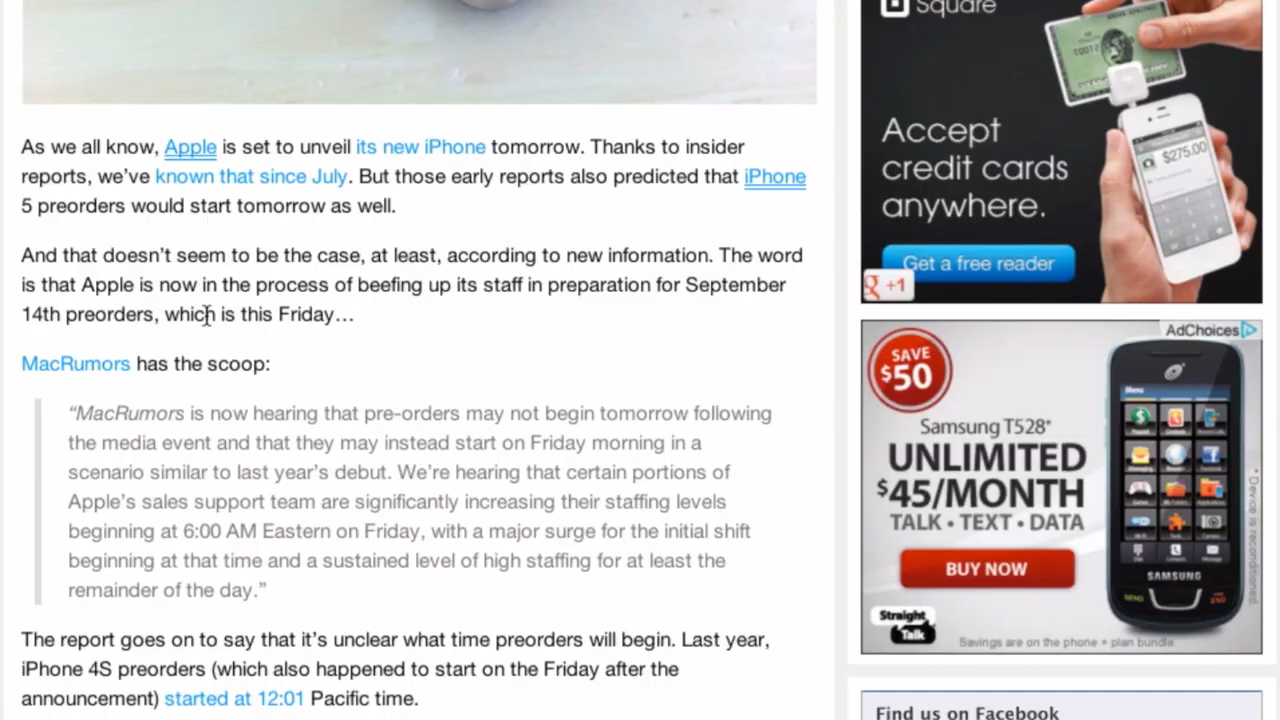 As we all know, Apple is set to unveil its new iPhone tomorrow. Thanks to insider
reports, we’ve known that since July. But those early reports also predicted that iPhone
5 preorders would start tomorrow as well.
And that doesn’t seem to be the case, at least, according to new information. The word
is that Apple is now in the process of beefing up its staff in preparation for September
14th preorders, which is this Friday…
MacRumors has the scoop:
“MacRumors is now hearing that pre-orders may not begin tomorrow following
the media event and that they may instead start on Friday morning in a
scenario similar to last year’s debut. We’re hearing that certain portions of
Apple’s sales support team are significantly increasing their staffing levels
beginning at 6:00 AM Eastern on Friday, with a major surge for the initial shift
beginning at that time and a sustained level of high staffing for at least the
remainder of the day.”
The report goes on to say that it’s unclear what time preorders will begin. Last year,
iPhone 4S preorders (which also happened to start on the Friday after the
announcement) started at 12:01 Pacific time.
Square
$275.00
Accept
credit cards
anywhere.
Get a free reader
g +1
AdChoices
SAVE
$50
Samsung T528*
UNLIMITED
$45/MONTH
TALK • TEXT • DATA
BUY NOW
Straight
Talk
Savings are on the phone + plan bundle
Menu
SAMSUNG
SEND
END
* Device is reconditioned.
Find us on Facebook